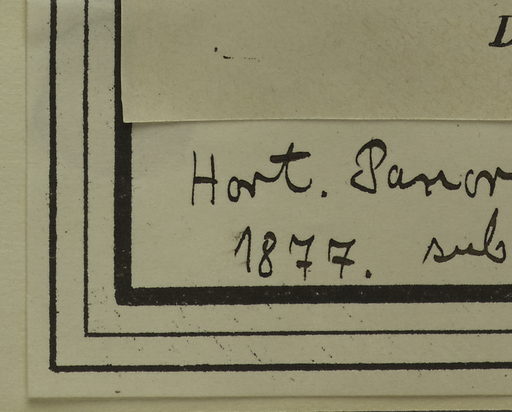 Hort. Panor
1877. sub